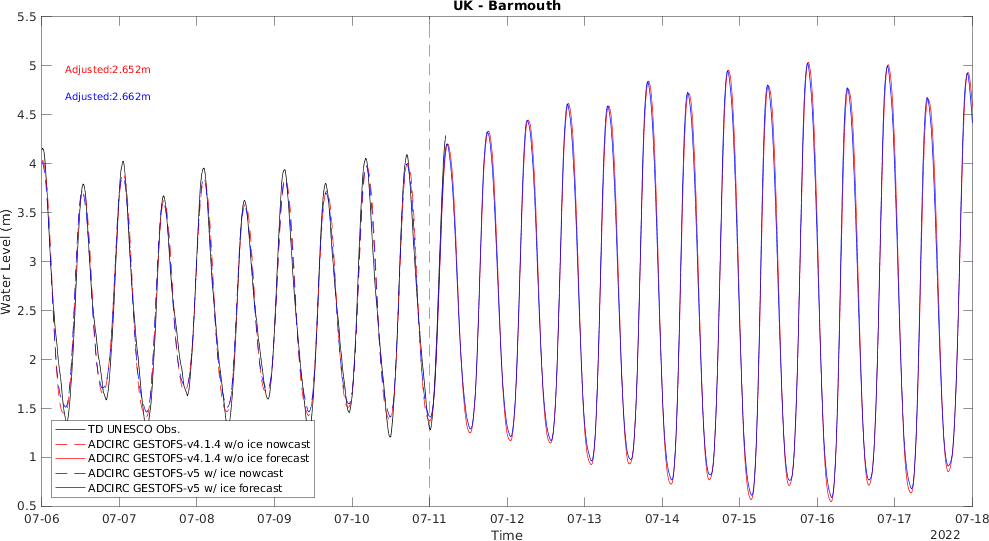 UK - Barmouth
5.5
5
4.5
4
3.5
3
2.5
2
1.5
1
0.5
Water Level (m)
Adjusted:2.652m
Adjusted:2.662m
TD UNESCO Obs.
ADCIRC GESTOFS-v4.1.4 w/o ice nowcast
ADCIRC GESTOFS-v4.1.4 w/o ice forecast
ADCIRC GESTOFS-v5 w/ ice nowcast
ADCIRC GESTOFS-v5 w/ ice forecast
07-06 07-07 07-08 07-09 07-10 07-11 07-12 07-13 07-14 07-15 07-16 07-17 07-18
Time
2022